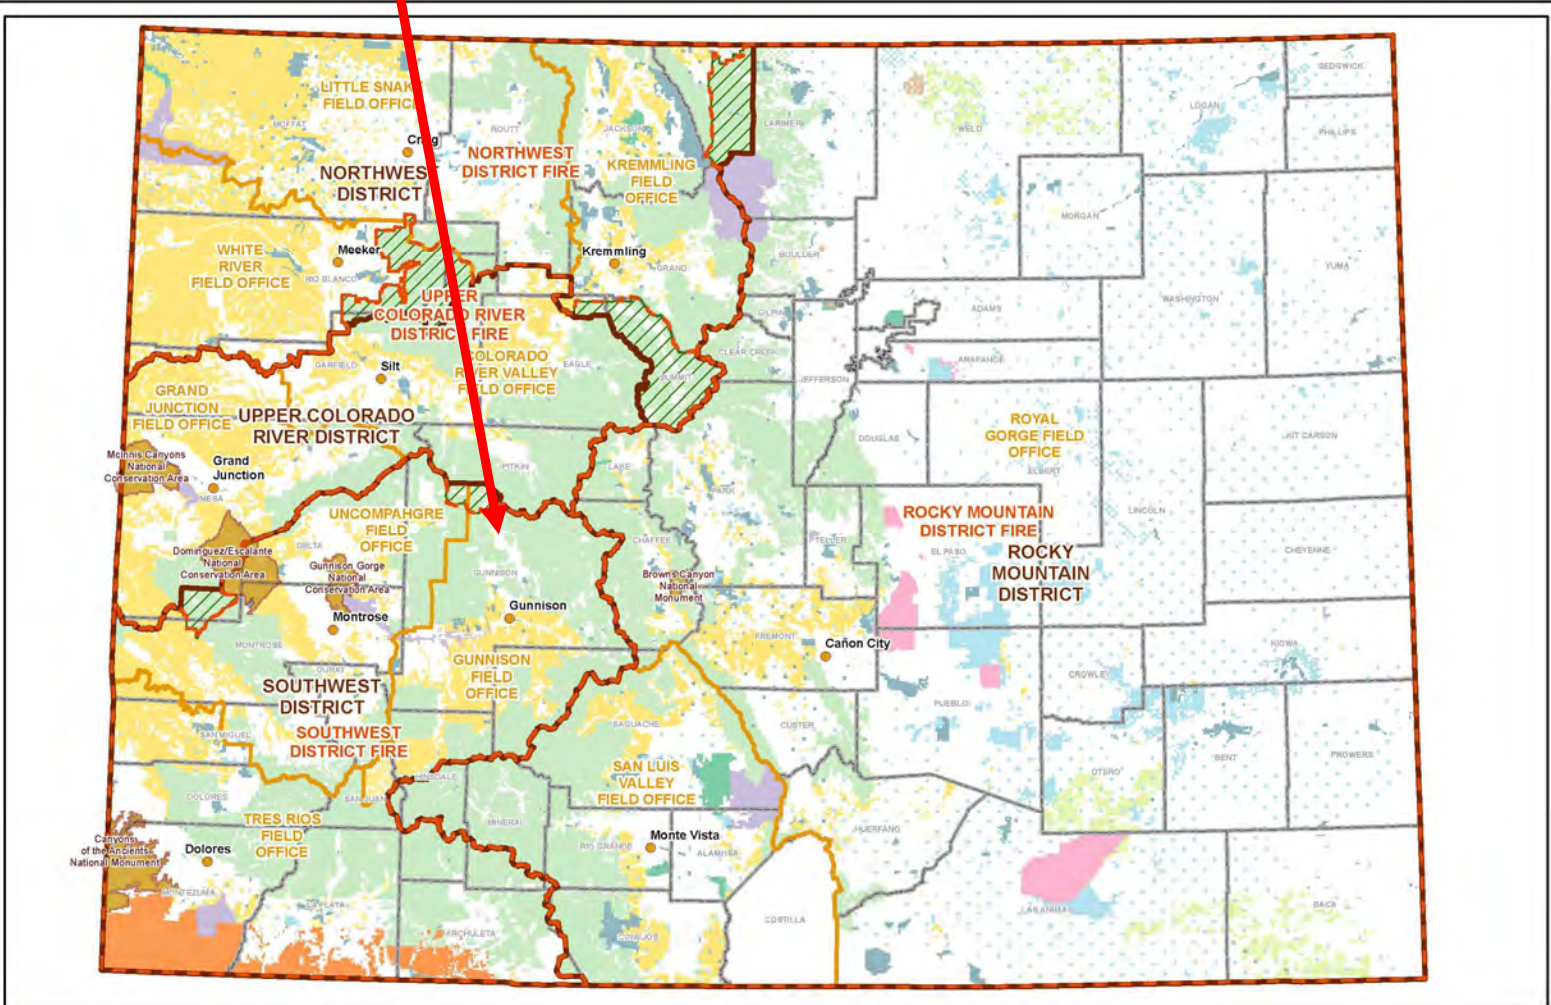 SEDGWICK
LITTLE SNAKE
FIELD OFFICE
LOGAN
MOFFAT
ROUTT
JACKSON
LARIMER
WELD
PHILLIPS
Craig
NORTHWEST
DISTRICT FIRE
KREMMLING
FIELD
OFFICE
NORTHWES
DISTRICT
MORGAN
WHITE
RIVER
FIELD OFFICE
Meeker
RIO BLANCO
Kremmling
GRAND
BOULDER
YUMA
WASHINGTON
UPPER
COLORADO RIVER
DISTRICT FIRE
GILPIN
ADAMS
COLORADO
RIVER VALLEY
FIELD OFFICE
EAGLE
CLEAR CREEK
ARAPAHOE
GARFIELD
Silt
SUMMIT
JEFFERSON
GRAND
JUNCTION
FIELD OFFICE
UPPER COLORADO
RIVER DISTRICT
ROYAL
GORGE FIELD
OFFICE
ELBERT
DOUGLAS
KIT CARSON
McInnis Canyons
National
Conservation Area
Grand
Junction
MESA
PITKIN
LAKE
PARK
UNCOMPAHGRE
FIELD
OFFICE
ROCKY MOUNTAIN
DISTRICT FIRE
LINCOLN
DELTA
CHAFFEE
TELLER
EL PASO
CHEYENNE
Dominguez/Escalante
National
Conservation Area
Gunnison Gorge
National
Conservation Area
GUNNISON
Browns Canyon
National
Monument
ROCKY
MOUNTAIN
DISTRICT
Gunnison
Montrose
MONTROSE
FREMONT
Cañon City
KIOWA
OURAY
GUNNISON
FIELD
OFFICE
CROWLEY
SOUTHWEST
DISTRICT
PUEBLO
SAGUACHE
CUSTER
SAN MIGUEL
SOUTHWEST
DISTRICT FIRE
BENT
PROWERS
SAN LUIS
VALLEY
FIELD OFFICE
OTERO
HINSDALE
DOLORES
SAN JUAN
TRES RIOS
FIELD
OFFICE
MINERAL
HUERFANO
Canyons
of the Ancients
National Monument
Dolores
Monte Vista
RIO GRANDE
ALAMOSA
MONTEZUMA
LA PLATA
COSTILLA
LAS ANIMAS
BACA
ARCHULETA
CONEJOS